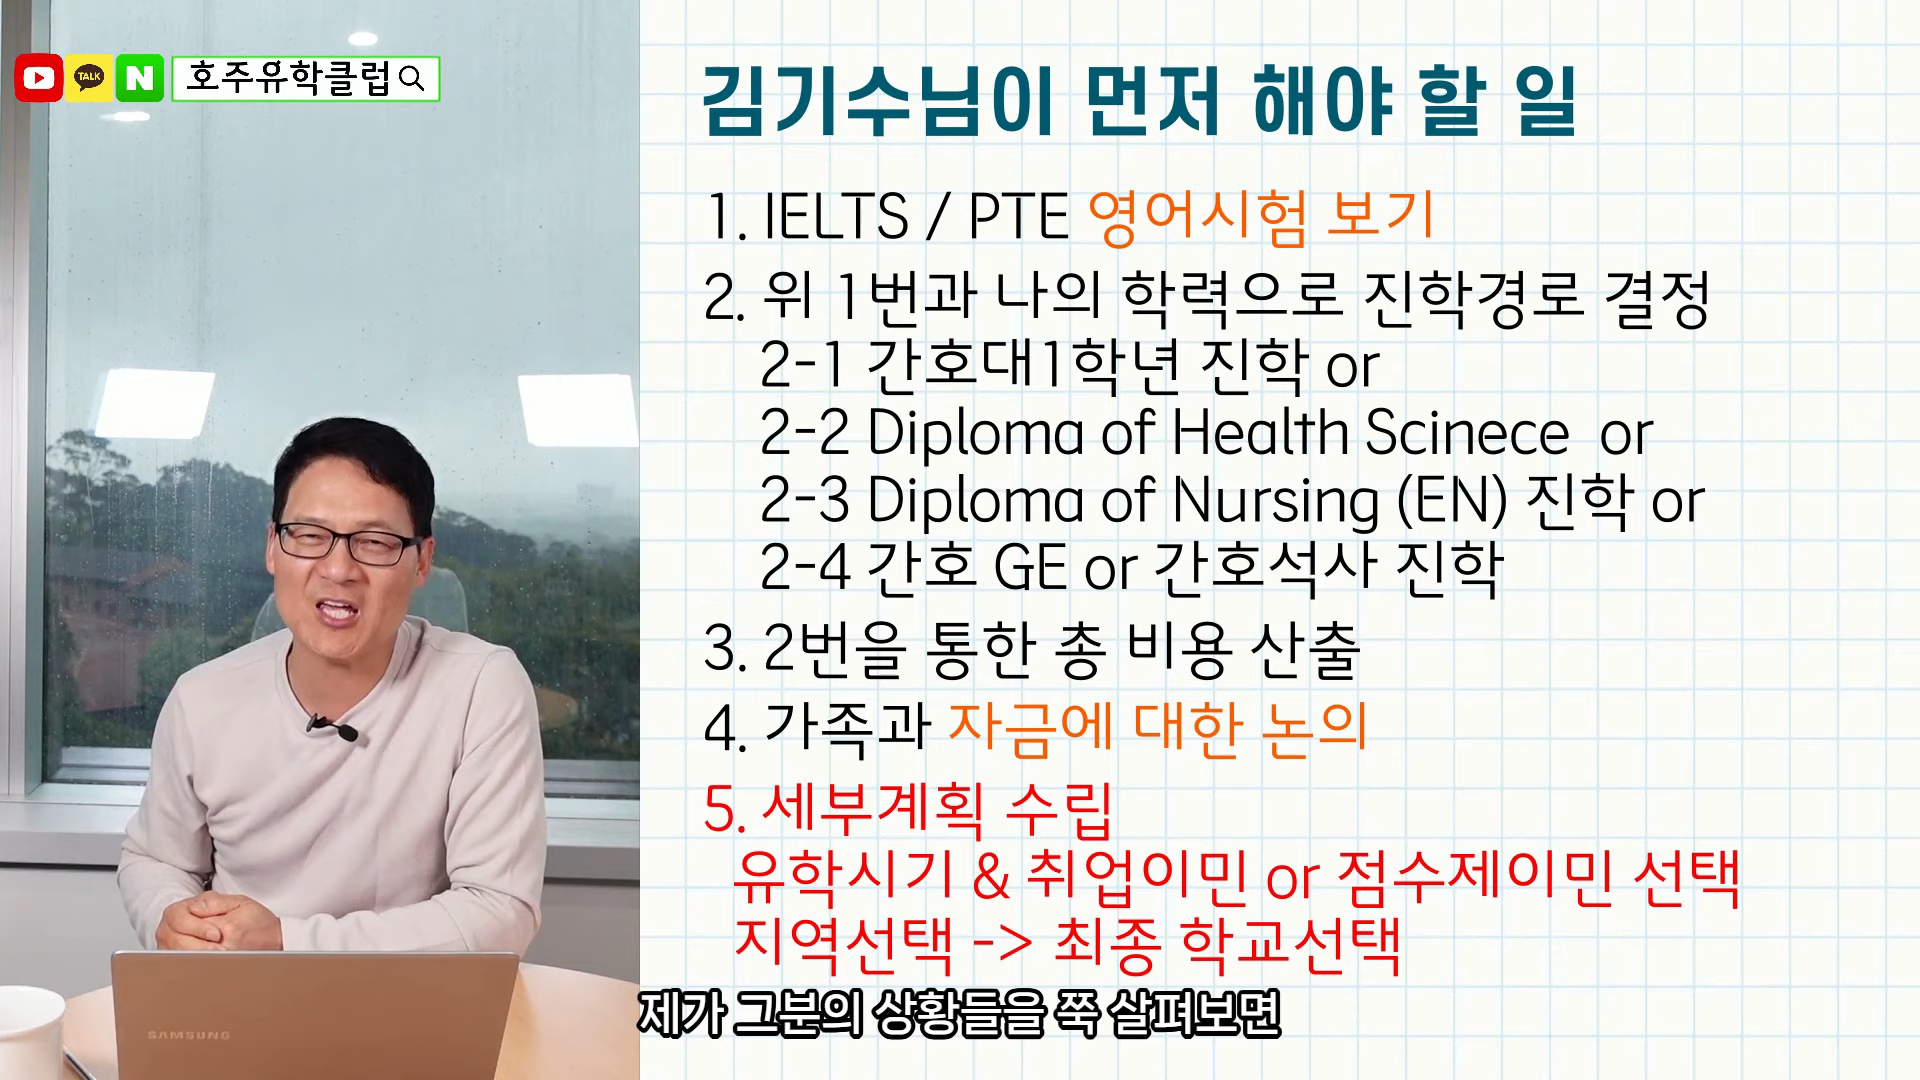 TALK
N
호주유학클럽
김기수님이 먼저 해야 할 일
1. IELTS / PTE 영어시험 보기
2. 위 1번과 나의 학력으로 진학경로 결정
2-1 간호대1학년 진학 or
2-2 Diploma of Health Scinece or
2-3 Diploma of Nursing (EN) 진학 or
2-4 간호 GE or 간호석사 진학
3. 2번을 통한 총 비용 산출
4. 가족과 자금에 대한 논의
5. 세부계획 수립
유학시기 & 취업이민 or 점수제이민 선택
지역선택 -> 최종 학교선택
SAMSUNG
제가 그분의 상황들을 쭉 살펴보면